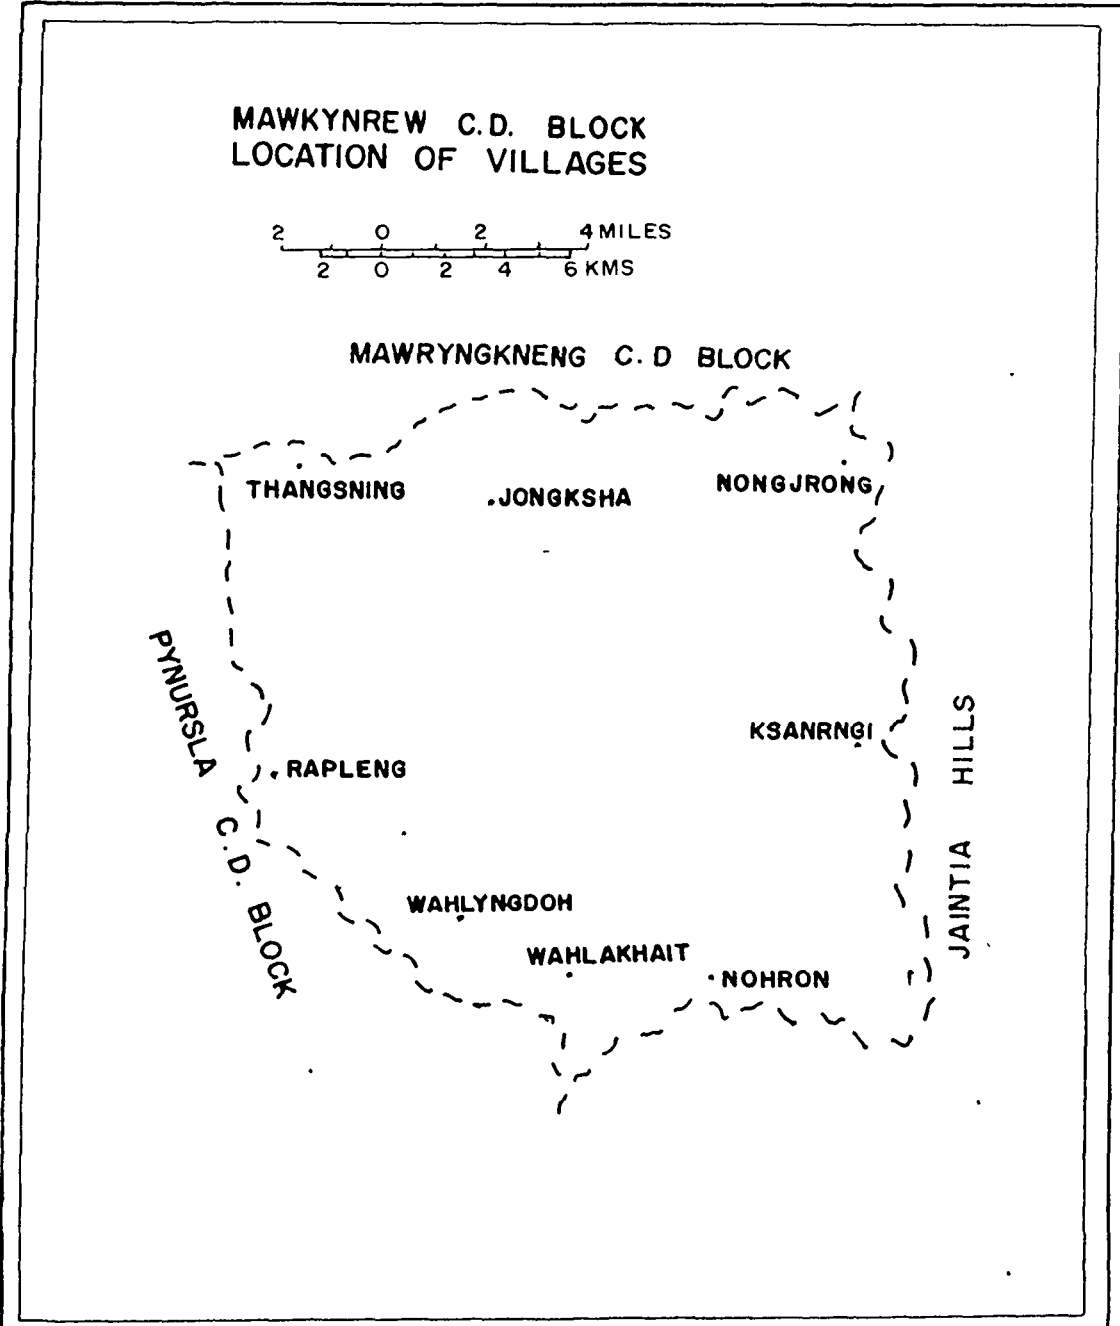 MAWKYNREW C.D. BLOCK
LOCATION OF VILLAGES
2 0 2 4 MILES
2 0 2 4 6 KMS
MAWRYNGKNENG C.D BLOCK
THANGSNING
JONGKSHA
NONGJRONG
PYNURSLA C.D. BLOCK
KSANRNGI
JAINTIA HILLS
RAPLENG
WAHLYNGDOH
WAHLAKHAIT
NOHRON